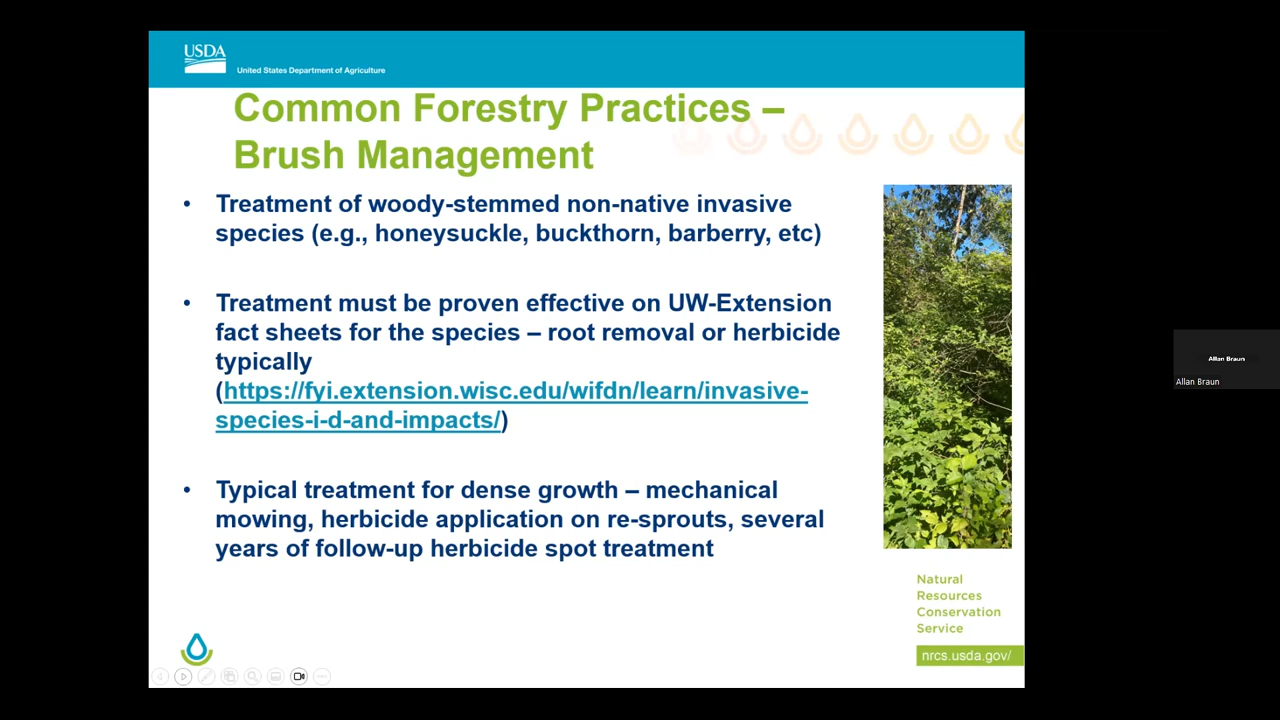 USDA
United States Department of Agriculture
Common Forestry Practices –
Brush Management
• Treatment of woody-stemmed non-native invasive
species (e.g., honeysuckle, buckthorn, barberry, etc)
• Treatment must be proven effective on UW-Extension
fact sheets for the species – root removal or herbicide
typically
(https://fyi.extension.wisc.edu/wifdn/learn/invasive-
species-i-d-and-impacts/)
• Typical treatment for dense growth – mechanical
mowing, herbicide application on re-sprouts, several
years of follow-up herbicide spot treatment
Natural
Resources
Conservation
Service
nrcs.usda.gov/
Allan Braun
Allan Braun